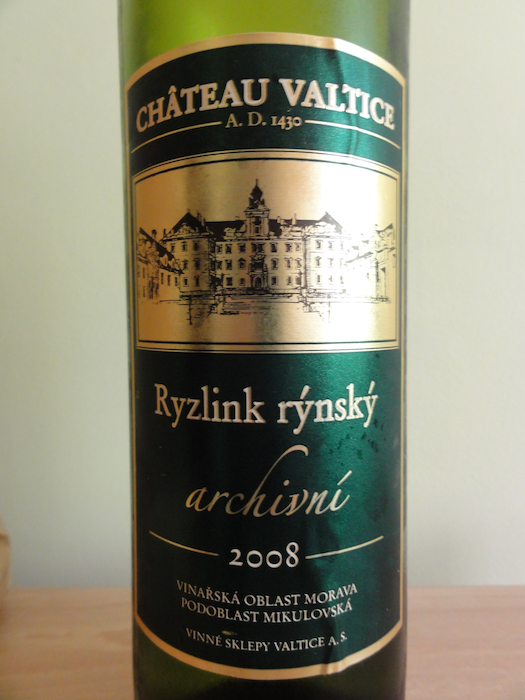 CHÂTEAU VALTICE
A. D. 1430
Ryzlink rýnský
archivní
2008
VINAŘSKÁ OBLAST MORAVA
PODOBLAST MIKULOVSKÁ
VINNÉ SKLEPY VALTICE A. S.